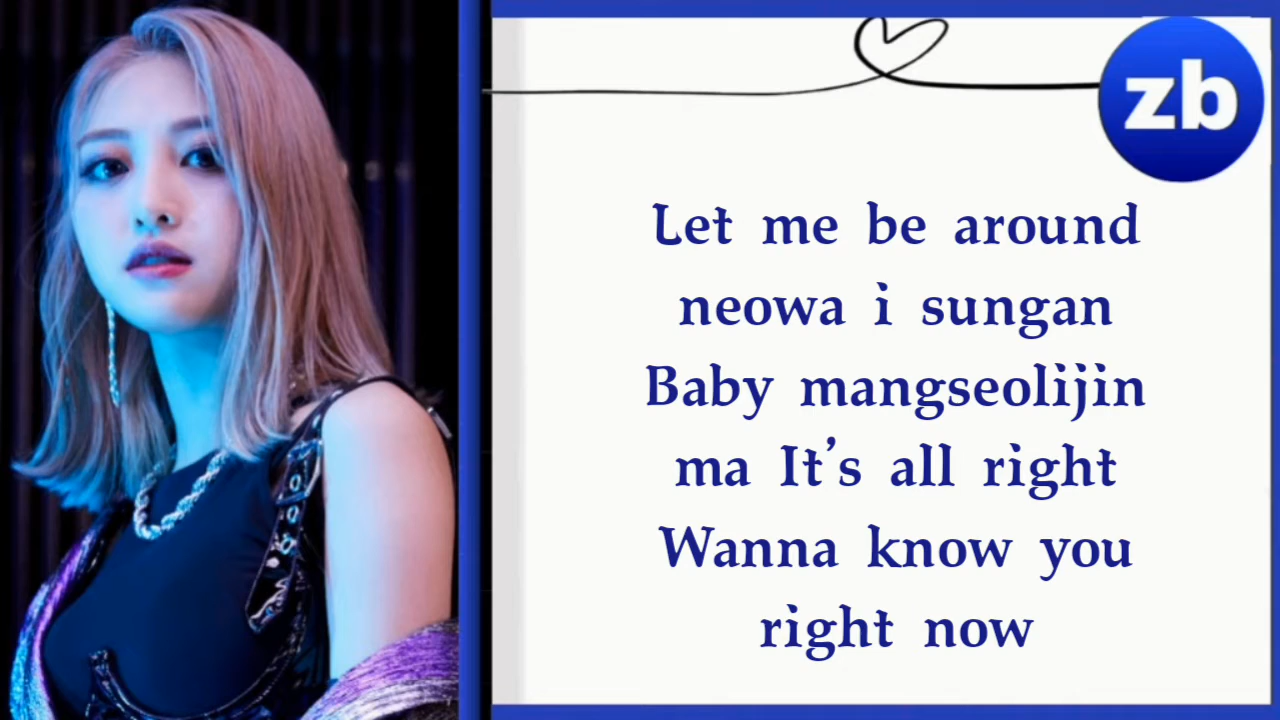 zb
Let me be around
neowa i sungan
Baby mangseolijin
ma It's all right
Wanna know you
right now